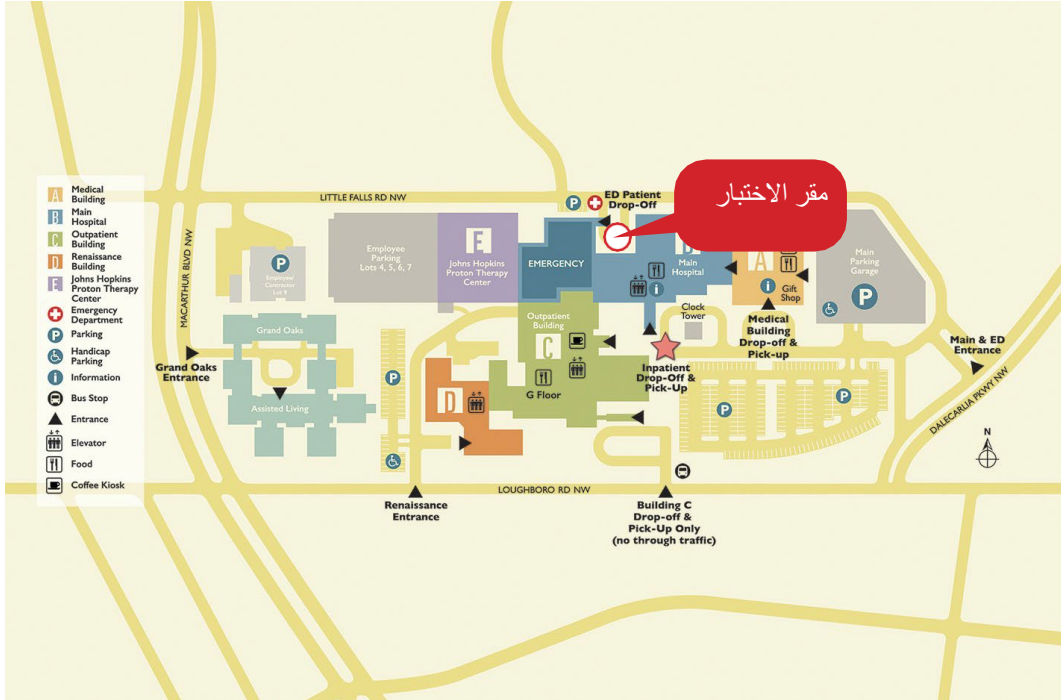 A
Medical
Building
B
Main
Hospital
C
Outpatient
Building
D
Renaissance
Building
E
Johns Hopkins
Proton Therapy
Center
Emergency
Department
P
Parking
Handicap
Parking
i
Information
Bus Stop
Entrance
Elevator
Food
Coffee Kiosk
LITTLE FALLS RD NW
MACARTHUR BLVD NW
P
ED Patient
Drop-Off
مقر الاختبار
P
Employee/
Contractor
Lot 9
Employee
Parking
Lots 4, 5, 6, 7
E
Johns Hopkins
Proton Therapy
Center
EMERGENCY
B
Main
Hospital
i
A
i
Gift
Shop
Main
Parking
Garage
P
Clock
Tower
Medical
Building
Drop-off &
Pick-up
Main & ED
Entrance
DALECARLIA PKWY NW
Outpatient
Building
C
G Floor
Inpatient
Drop-Off &
Pick-Up
Grand Oaks
Grand Oaks
Entrance
Assisted Living
P
D
P
P
N
LOUGHBORO RD NW
Renaissance
Entrance
Building C
Drop-off &
Pick-Up Only
(no through traffic)